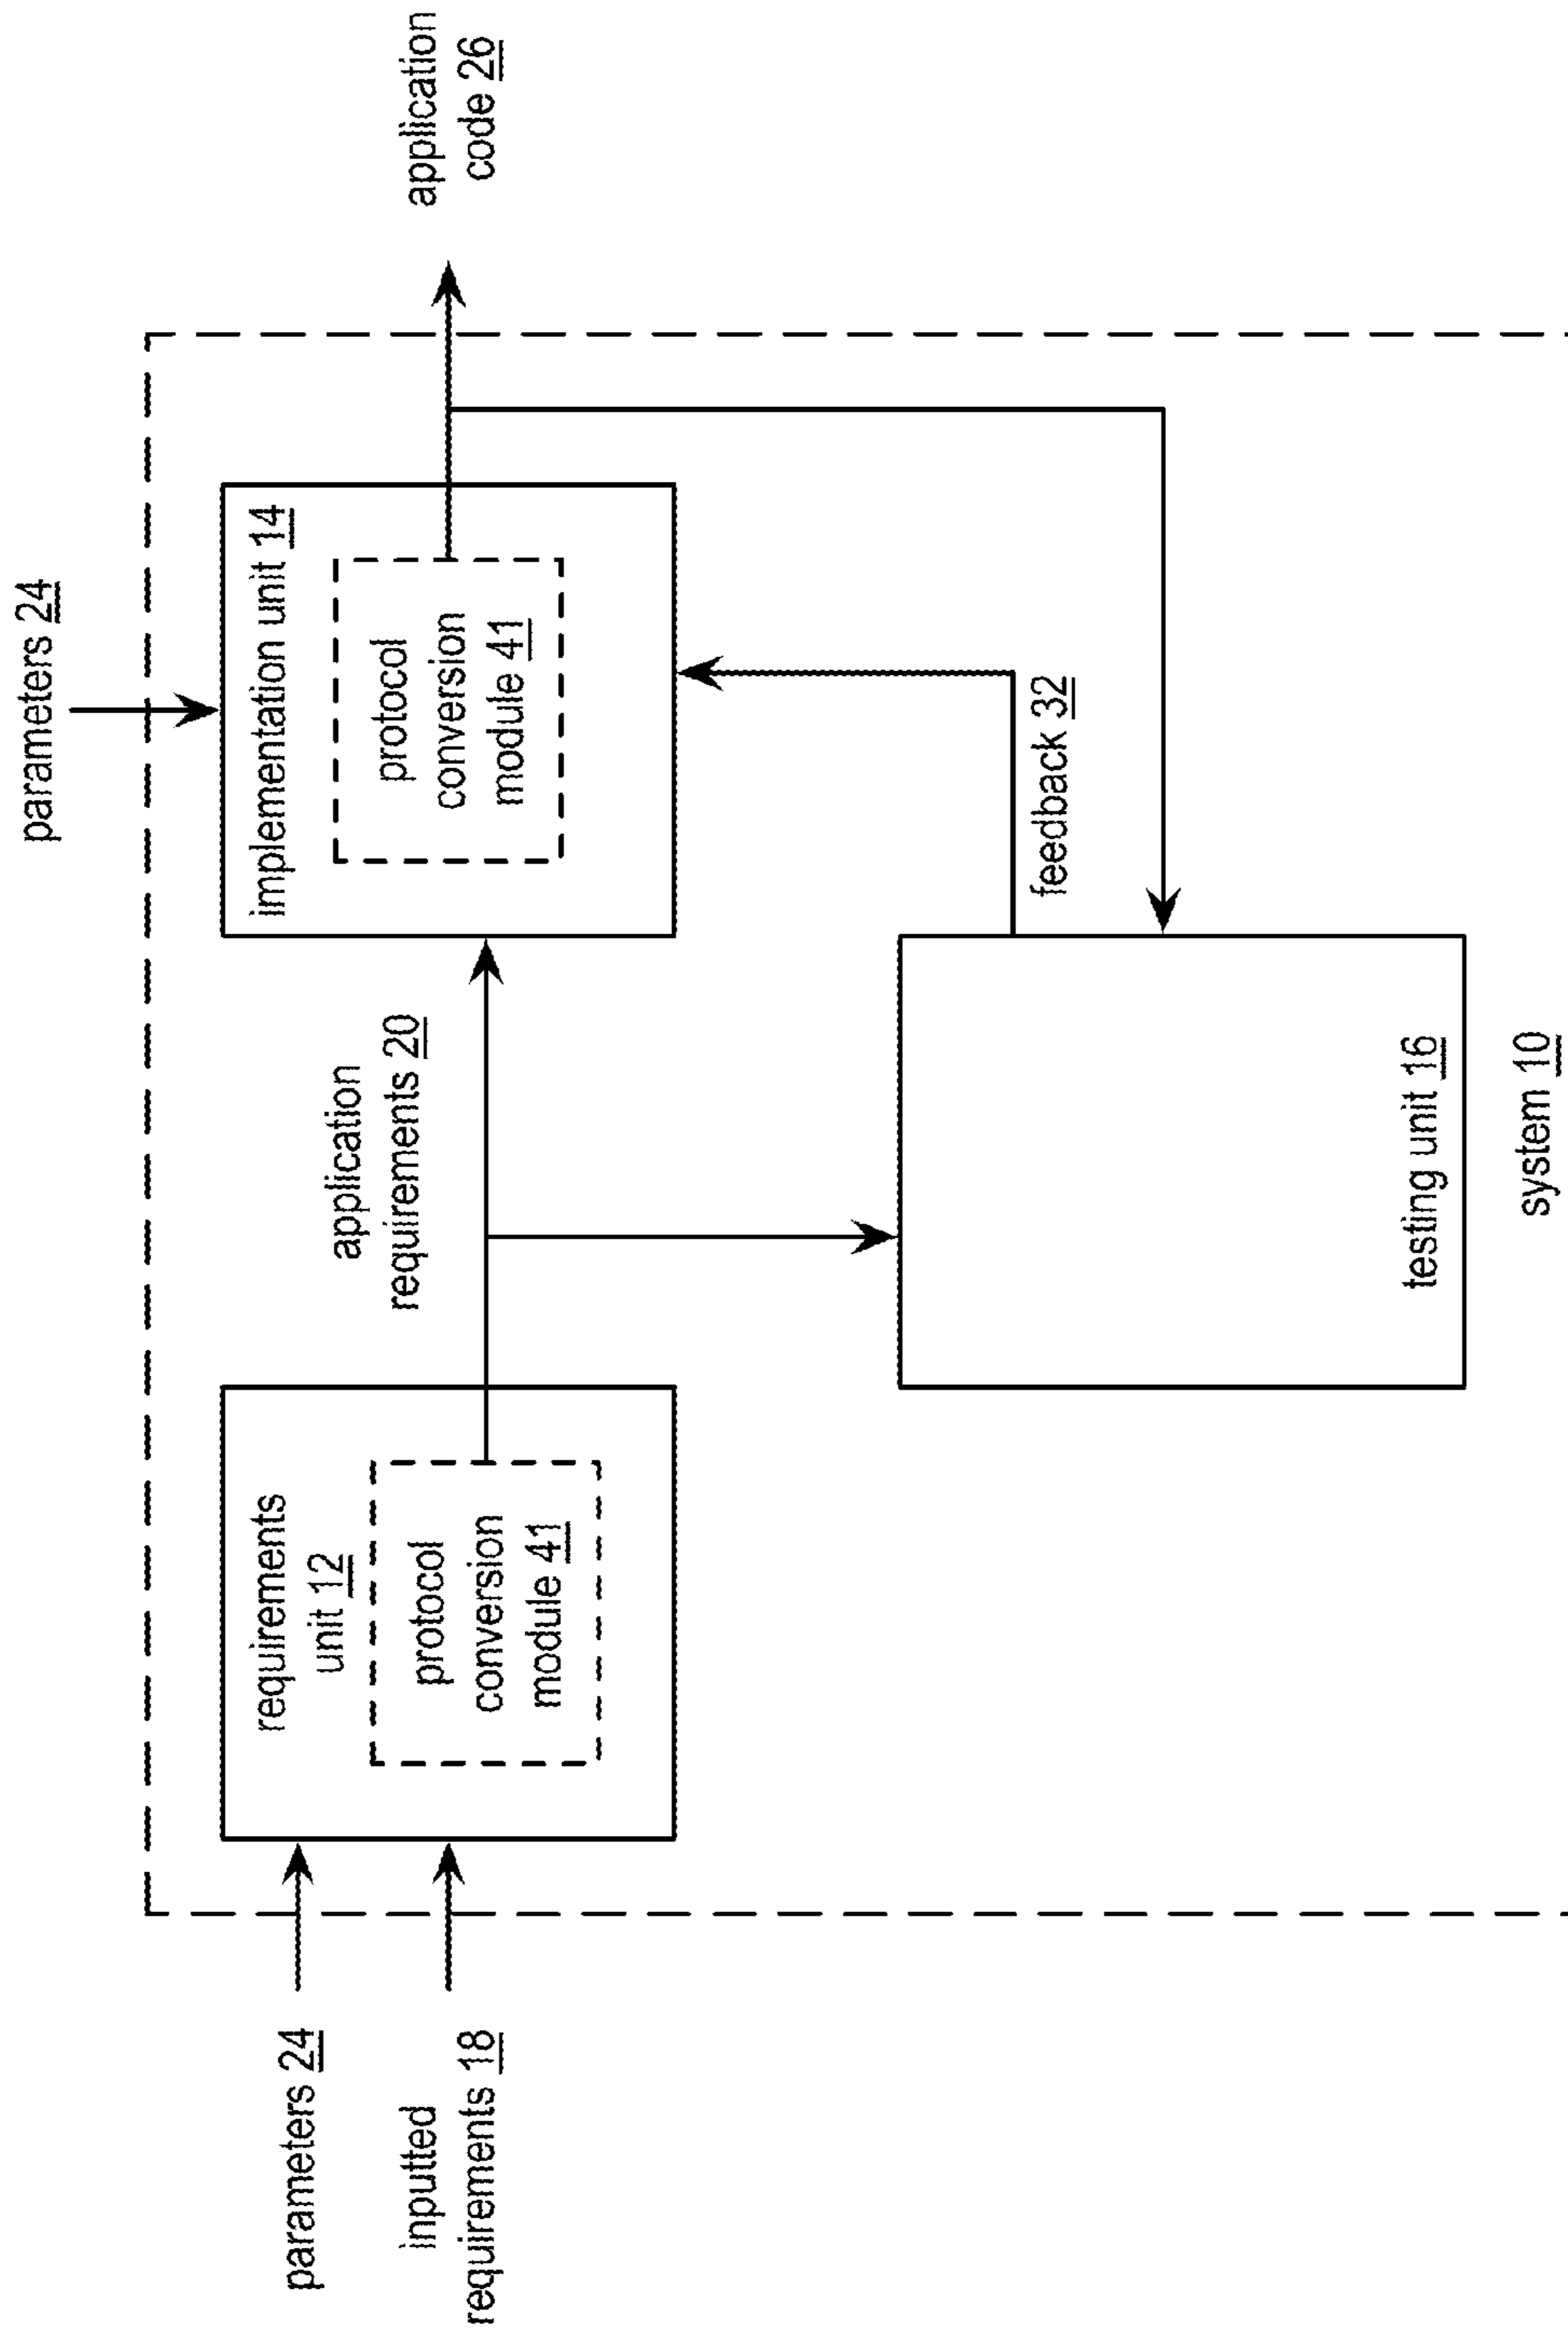 parameters 24
application
code 26
implementation unit 14
protocol
conversion
module 41
application
requirements 20
feedback 32
requirements
unit 12
protocol
conversion
module 41
parameters 24
inputted
requirements 18
testing unit 16
system 10